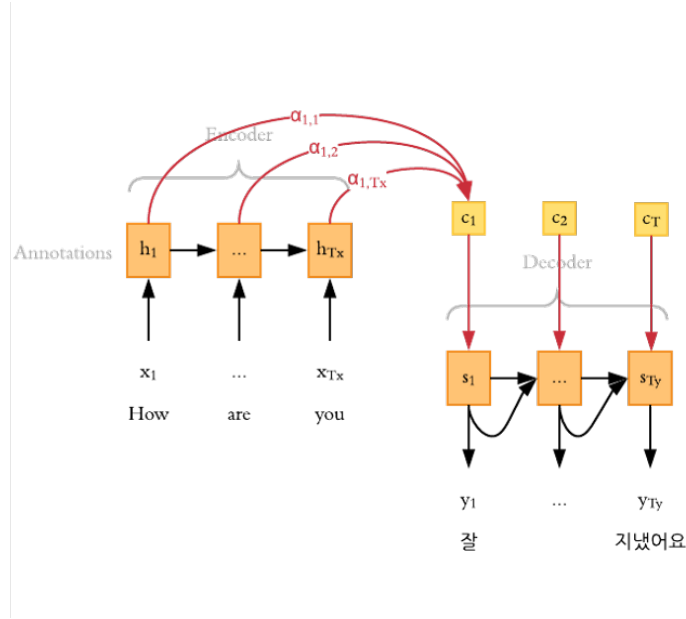 α1,1
Encoder
α1,2
α1,Tx
c1 c2 cT
Annotations h1 ... hTx
Decoder
x1 ... xTx
s1 ... sTy
How are you
y1 ... yTy
잘 지냈어요